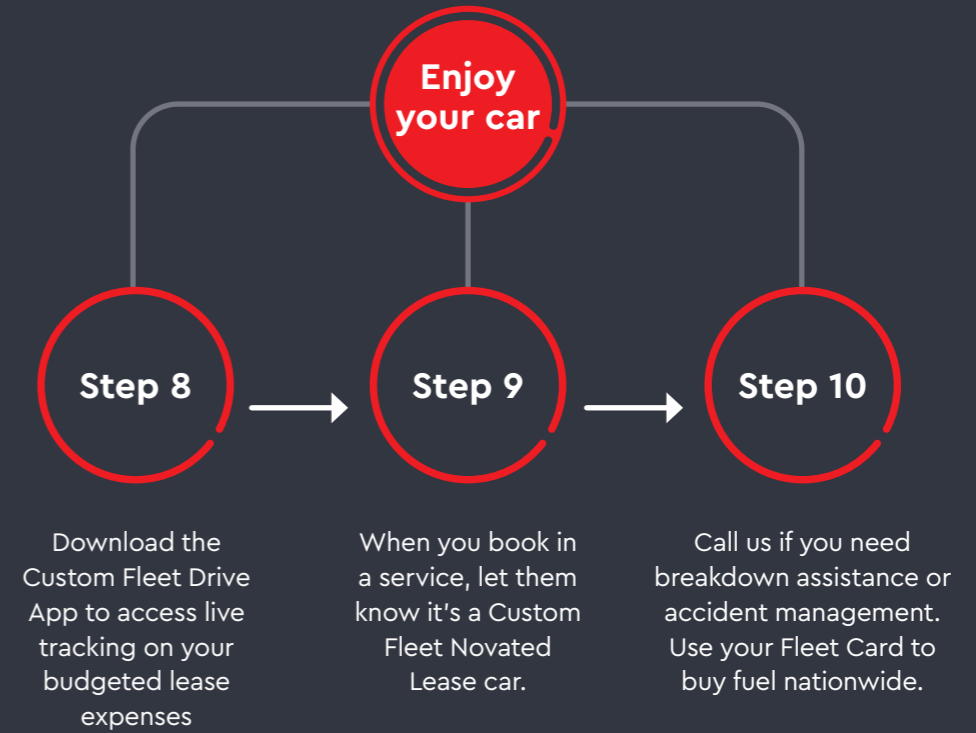 Enjoy
your car
Step 8
Step 9
Step 10
Download the
Custom Fleet Drive
App to access live
tracking on your
budgeted lease
expenses
When you book in
a service, let them
know it's a Custom
Fleet Novated
Lease car.
Call us if you need
breakdown assistance or
accident management.
Use your Fleet Card to
buy fuel nationwide.